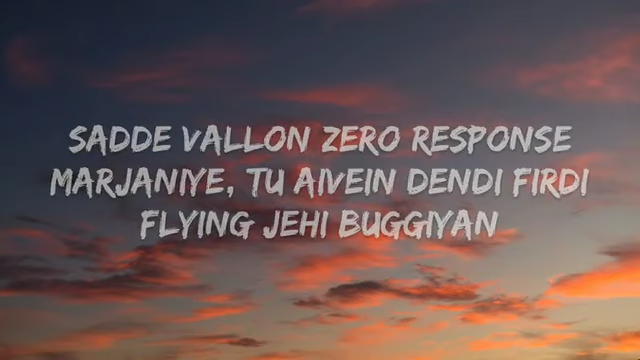 SADDE VALLON ZERO RESPONSE
MARJANIYE, TU AIVEIN DENDI FIRDI
FLYING JEHI BUGGIYAN